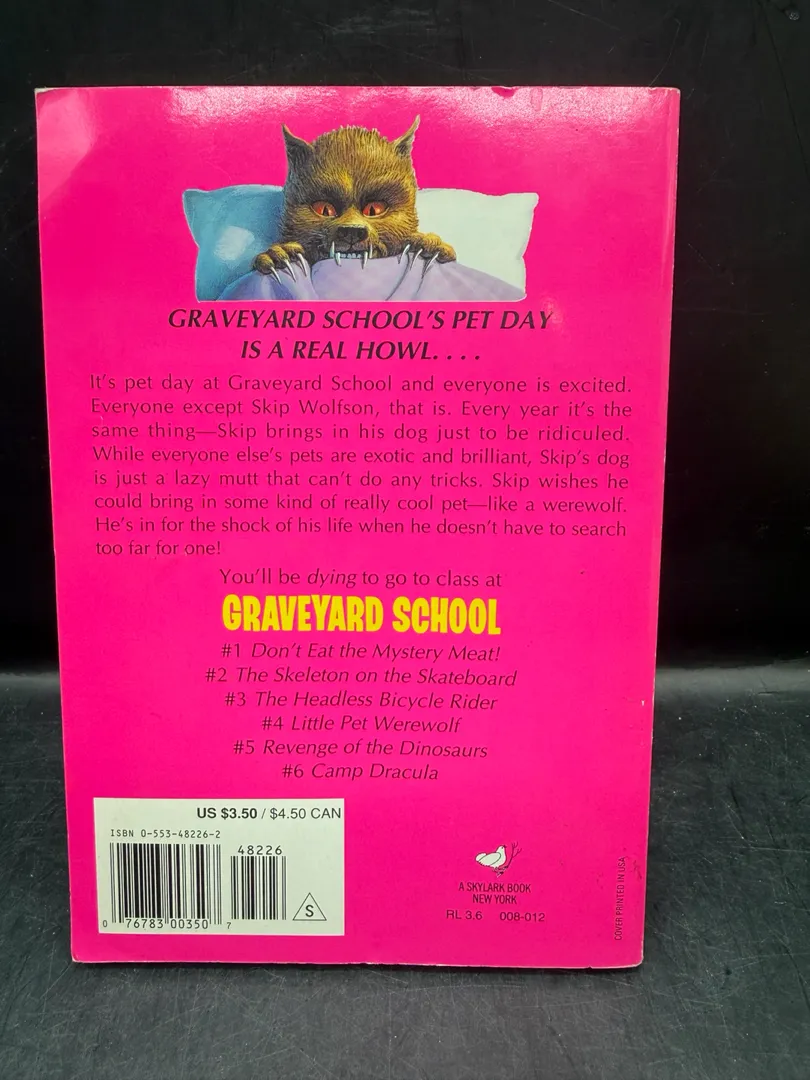 GRAVEYARD SCHOOL'S PET DAY
IS A REAL HOWL. . . .
It's pet day at Graveyard School and everyone is excited.
Everyone except Skip Wolfson, that is. Every year it's the
same thing—Skip brings in his dog just to be ridiculed.
While everyone else's pets are exotic and brilliant, Skip's dog
is just a lazy mutt that can't do any tricks. Skip wishes he
could bring in some kind of really cool pet—like a werewolf.
He's in for the shock of his life when he doesn't have to search
too far for one!
You'll be dying to go to class at
GRAVEYARD SCHOOL
#1 Don't Eat the Mystery Meat!
#2 The Skeleton on the Skateboard
#3 The Headless Bicycle Rider
#4 Little Pet Werewolf
#5 Revenge of the Dinosaurs
#6 Camp Dracula
US $3.50 / $4.50 CAN
ISBN 0-553-48226-2
48226
0 76783 00350 7
S
A SKYLARK BOOK
NEW YORK
RL 3.6 008-012
COVER PRINTED IN USA